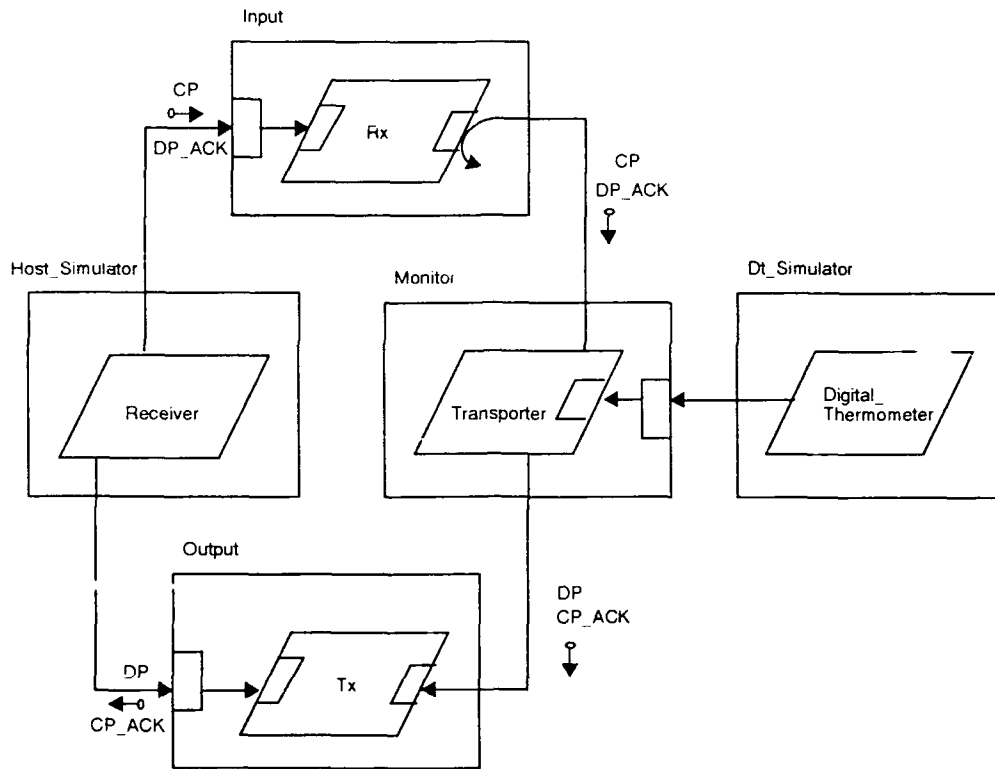 Input
CP
DP_ACK
Rx
CP
DP_ACK
Host_Simulator
Monitor
Dt_Simulator
Receiver
Transporter
Digital_
Thermometer
Output
DP
CP_ACK
DP
CP_ACK
Tx